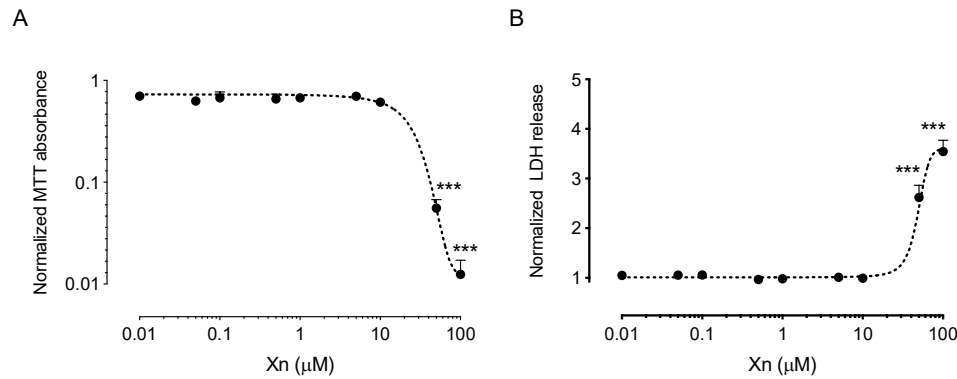 A
Normalized MTT absorbance
1
0.1
0.01
***
***
0.01 0.1 1 10 100
Xn (μM)
B
Normalized LDH release
5
4
3
2
1
***
***
0.01 0.1 1 10 100
Xn (μM)